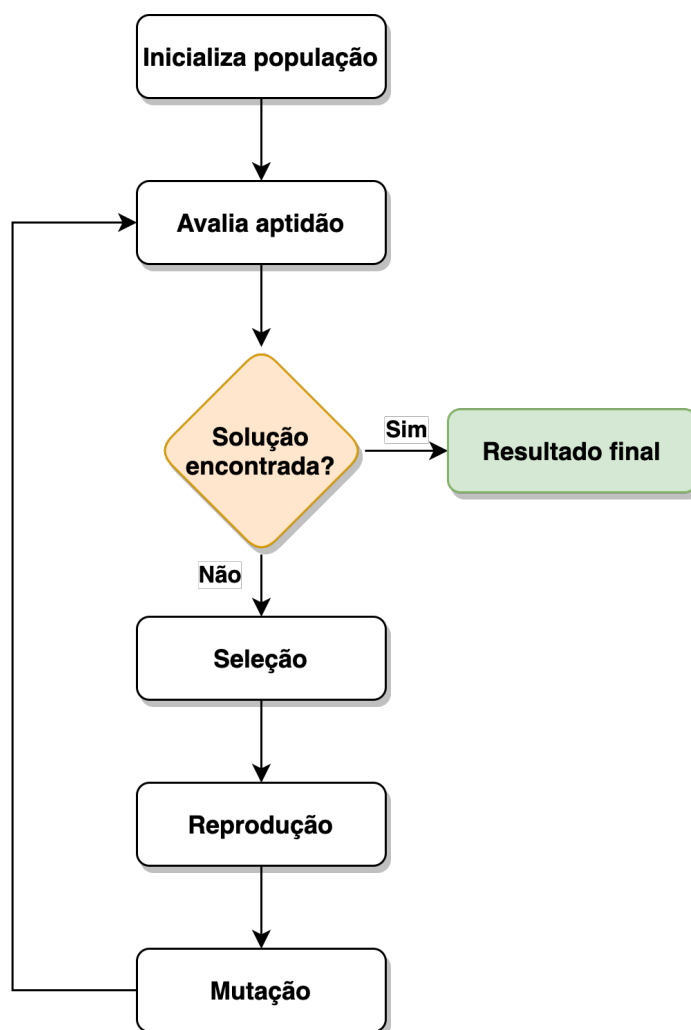 Inicializa população
Avalia aptidão
Solução
encontrada?
Sim
Resultado final
Não
Seleção
Reprodução
Mutação